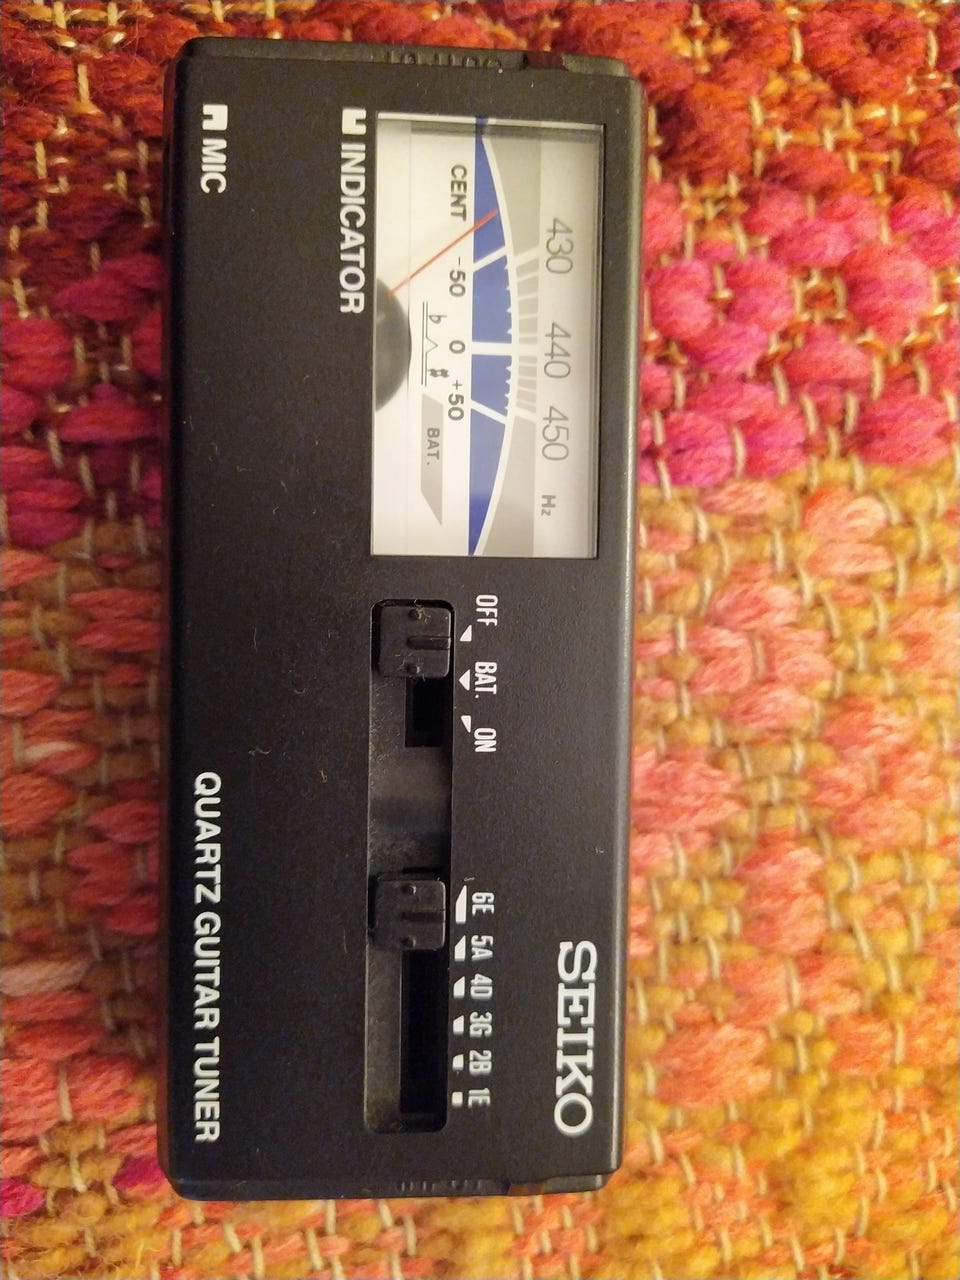 SEIKO
430 440 450 Hz
CENT -50 0 +50
♭ ♯
BAT.
INDICATOR
MIC
OFF BAT. ON
6E 5A 4D 3G 2B 1E
QUARTZ GUITAR TUNER